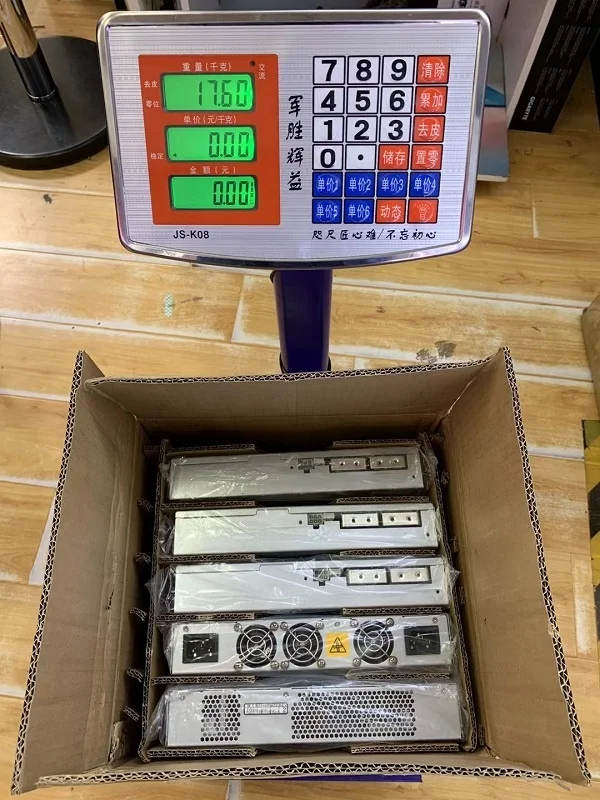 重量(千克)
交流
去皮
零位
17.60
单价(元/千克)
稳定
0.00
金额(元)
0.00
JS-K08
军胜辉益
7 8 9 清除
4 5 6 累加
1 2 3 去皮
0 · 储存 置零
单价1 单价2 单价3 单价4
单价5 单价6 动态
咫尺匠心难/不忘初心
GIGABYTE